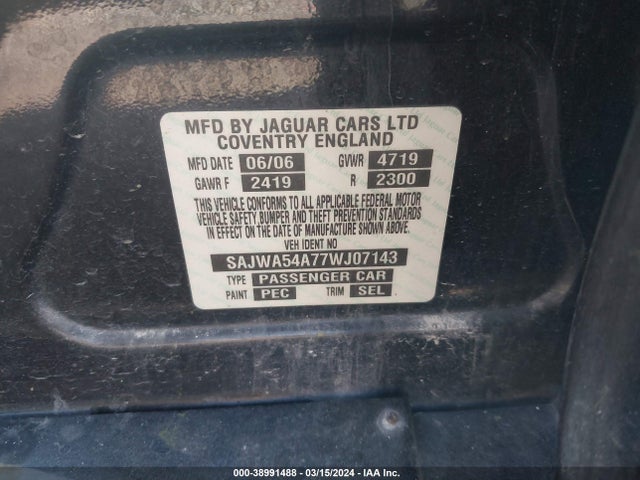 MFD BY JAGUAR CARS LTD
COVENTRY ENGLAND
MFD DATE 06/06 GVWR 4719
GAWR F 2419 R 2300
THIS VEHICLE CONFORMS TO ALL APPLICABLE FEDERAL MOTOR
VEHICLE SAFETY, BUMPER AND THEFT PREVENTION STANDARDS
IN EFFECT ON THE DATE OF MANUFACTURE SHOWN ABOVE.
VEH IDENT NO
SAJWA54A77WJ07143
TYPE PASSENGER CAR
PAINT PEC TRIM SEL
000-38991488 - 03/15/2024 - IAA Inc.